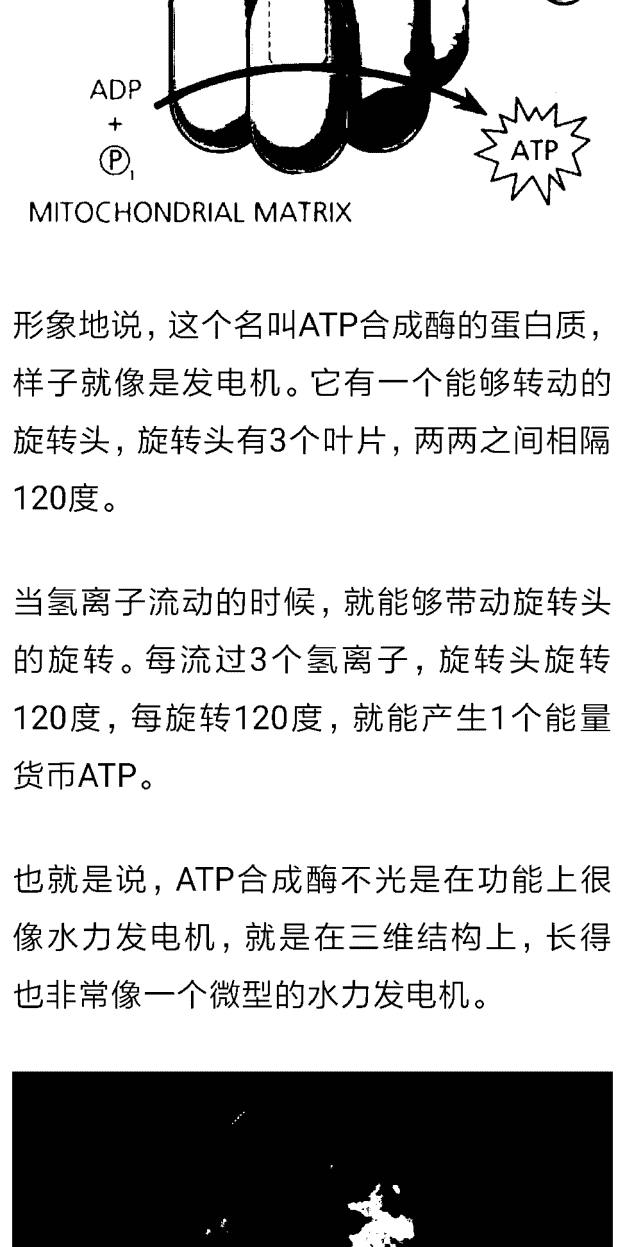 ADP
+
Ⓟi
ATP
MITOCHONDRIAL MATRIX
形象地说，这个名叫ATP合成酶的蛋白质，
样子就像是发电机。它有一个能够转动的
旋转头，旋转头有3个叶片，两两之间相隔
120度。
当氢离子流动的时候，就能够带动旋转头
的旋转。每流过3个氢离子，旋转头旋转
120度，每旋转120度，就能产生1个能量
货币ATP。
也就是说，ATP合成酶不光是在功能上很
像水力发电机，就是在三维结构上，长得
也非常像一个微型的水力发电机。